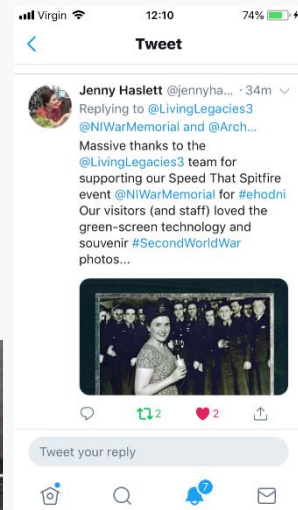 Virgin 12:10 74%
Tweet
Jenny Haslett @jennyha... · 34m
Replying to @LivingLegacies3
@NIWarMemorial and @Arch...
Massive thanks to the
@LivingLegacies3 team for
supporting our Speed That Spitfire
event @NIWarMemorial for #ehodni
Our visitors (and staff) loved the
green-screen technology and
souvenir #SecondWorldWar
photos...
2 2
Tweet your reply
7